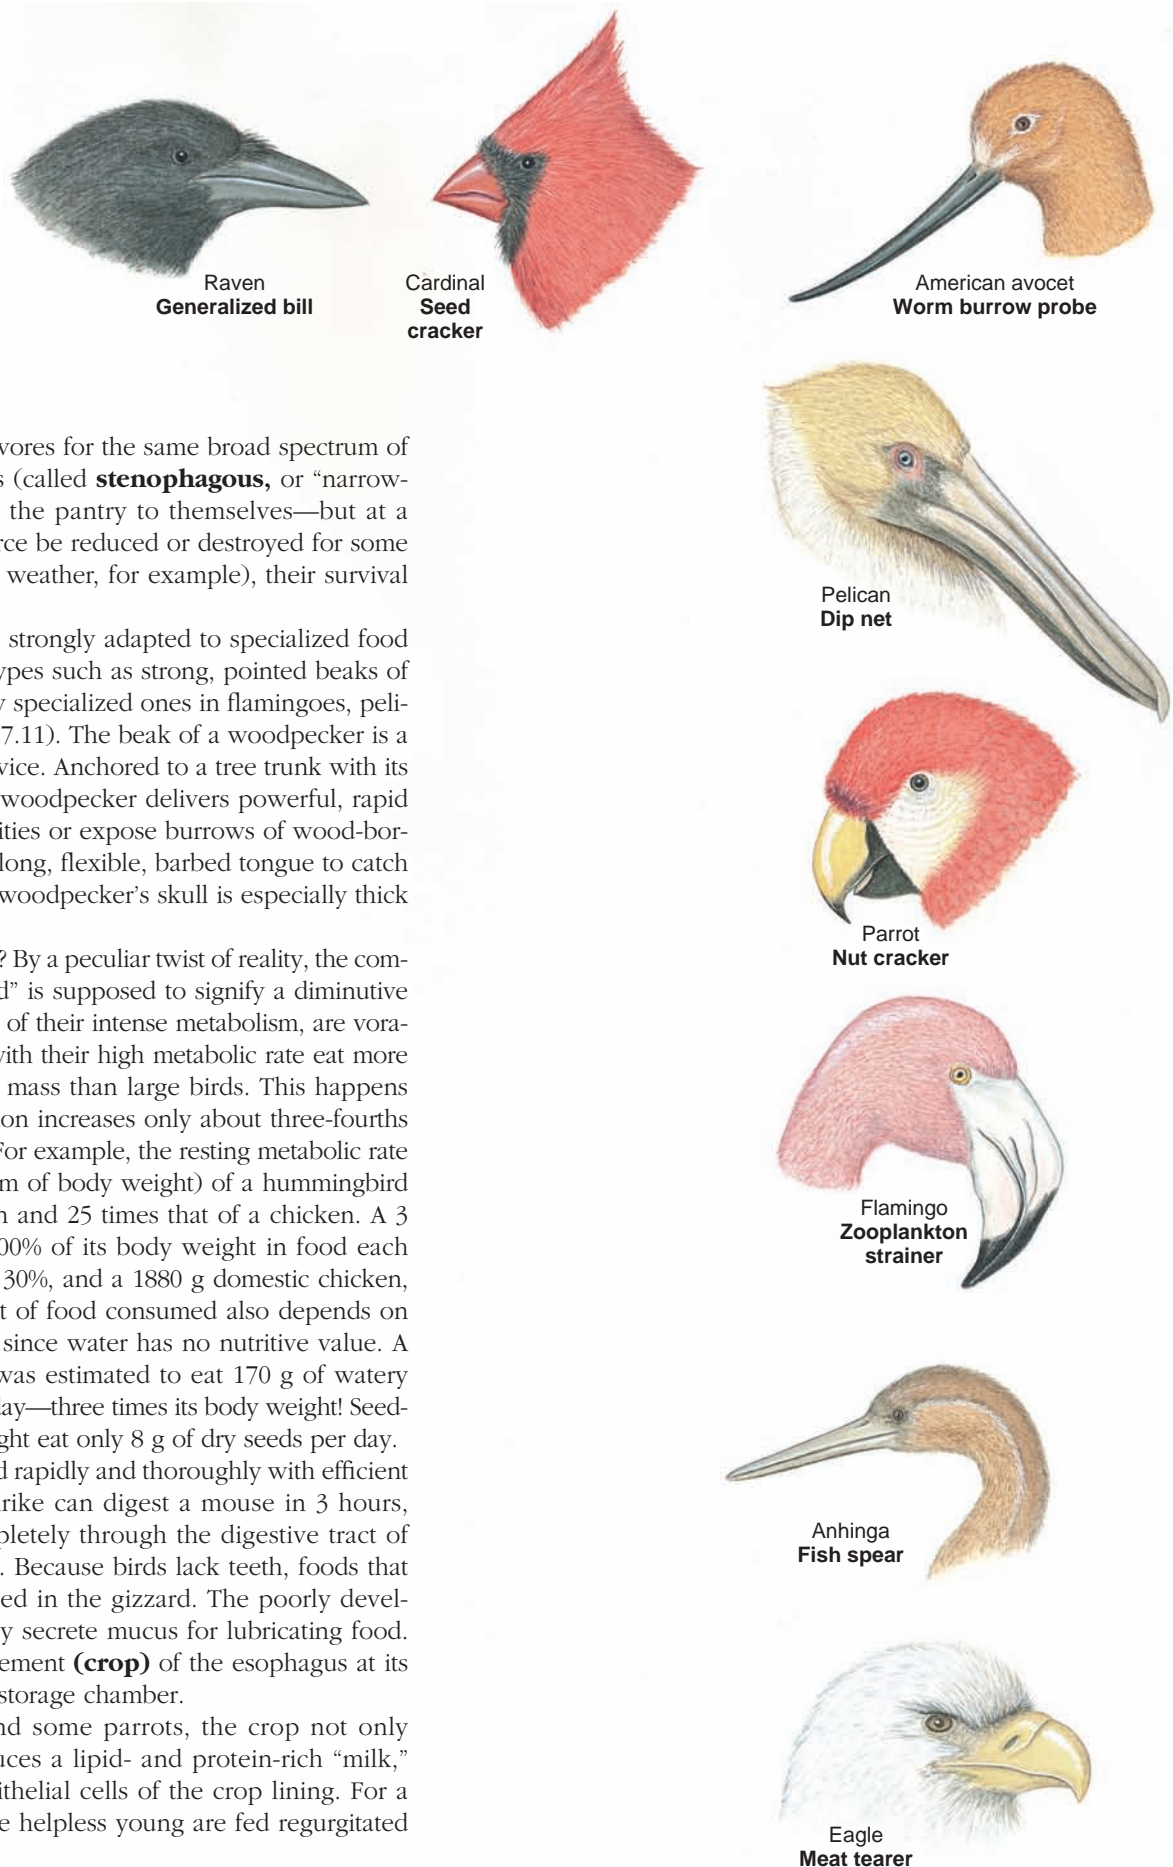 Raven
Generalized bill
Cardinal
Seed
cracker
American avocet
Worm burrow probe
vores for the same broad spectrum of
s (called stenophagous, or “narrow-
the pantry to themselves—but at a
rce be reduced or destroyed for some
weather, for example), their survival
strongly adapted to specialized food
ypes such as strong, pointed beaks of
y specialized ones in flamingoes, peli-
7.11). The beak of a woodpecker is a
vice. Anchored to a tree trunk with its
woodpecker delivers powerful, rapid
ities or expose burrows of wood-bor-
long, flexible, barbed tongue to catch
woodpecker’s skull is especially thick
? By a peculiar twist of reality, the com-
d” is supposed to signify a diminutive
of their intense metabolism, are vora-
with their high metabolic rate eat more
mass than large birds. This happens
ion increases only about three-fourths
For example, the resting metabolic rate
m of body weight) of a hummingbird
n and 25 times that of a chicken. A 3
00% of its body weight in food each
30%, and a 1880 g domestic chicken,
t of food consumed also depends on
since water has no nutritive value. A
was estimated to eat 170 g of watery
day—three times its body weight! Seed-
ght eat only 8 g of dry seeds per day.
d rapidly and thoroughly with efficient
rike can digest a mouse in 3 hours,
pletely through the digestive tract of
. Because birds lack teeth, foods that
ed in the gizzard. The poorly devel-
y secrete mucus for lubricating food.
ement (crop) of the esophagus at its
storage chamber.
nd some parrots, the crop not only
uces a lipid- and protein-rich “milk,”
ithelial cells of the crop lining. For a
e helpless young are fed regurgitated
Pelican
Dip net
Parrot
Nut cracker
Flamingo
Zooplankton
strainer
Anhinga
Fish spear
Eagle
Meat tearer